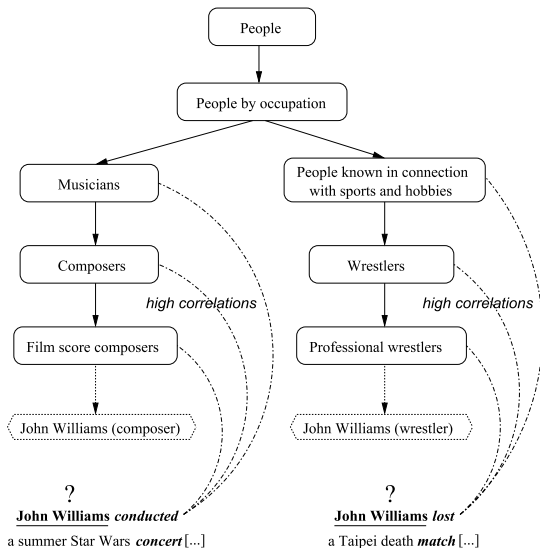 People
People by occupation
Musicians
People known in connection
with sports and hobbies
Composers
Wrestlers
high correlations
high correlations
Film score composers
Professional wrestlers
John Williams (composer)
John Williams (wrestler)
?
?
John Williams conducted
John Williams lost
a summer Star Wars concert [...]
a Taipei death match [...]